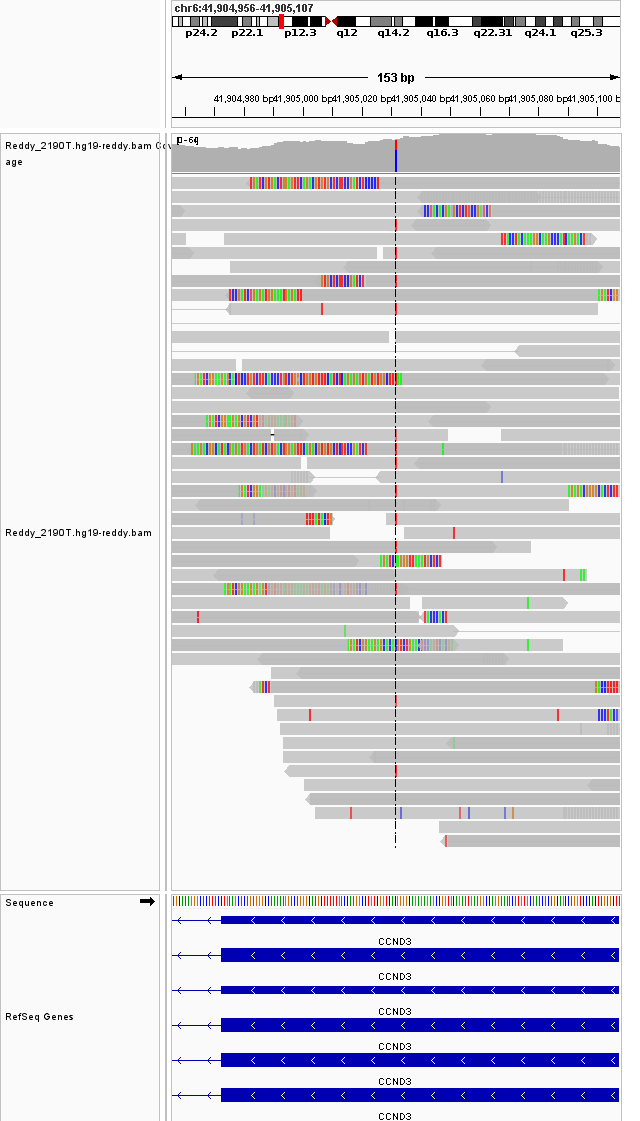 chr6:41,904,956-41,905,107
p24.2 p22.1 p12.3 q12 q14.2 q16.3 q22.31 q24.1 q25.3
153 bp
41,904,980 bp 41,905,000 bp 41,905,020 bp 41,905,040 bp 41,905,060 bp 41,905,080 bp 41,905,100 b
Reddy_2190T.hg19-reddy.bam Cov
age
Reddy_2190T.hg19-reddy.bam
Sequence
CCND3
CCND3
CCND3
RefSeq Genes
CCND3
CCND3
CCND3